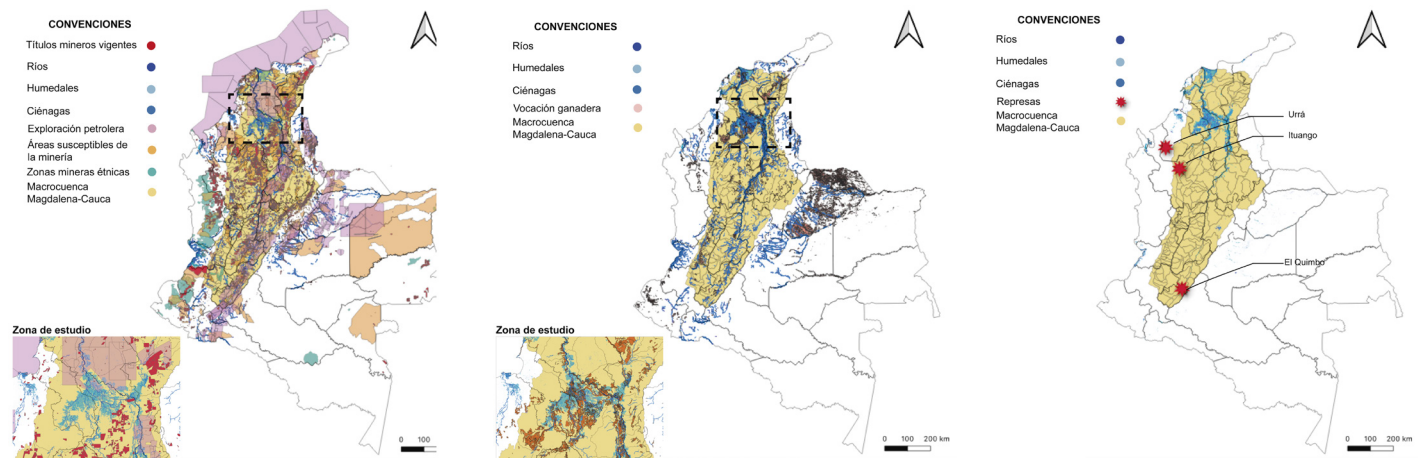 CONVENCIONES
Títulos mineros vigentes
Ríos
Humedales
Ciénagas
Exploración petrolera
Áreas susceptibles de
la minería
Zonas mineras étnicas
Macrocuenca
Magdalena-Cauca
Zona de estudio
0 100
CONVENCIONES
Ríos
Humedales
Ciénagas
Vocación ganadera
Macrocuenca
Magdalena-Cauca
Zona de estudio
0 100 200 km
CONVENCIONES
Ríos
Humedales
Ciénagas
Represas
Macrocuenca
Magdalena-Cauca
Urrá
Ituango
El Quimbo
0 100 200 km